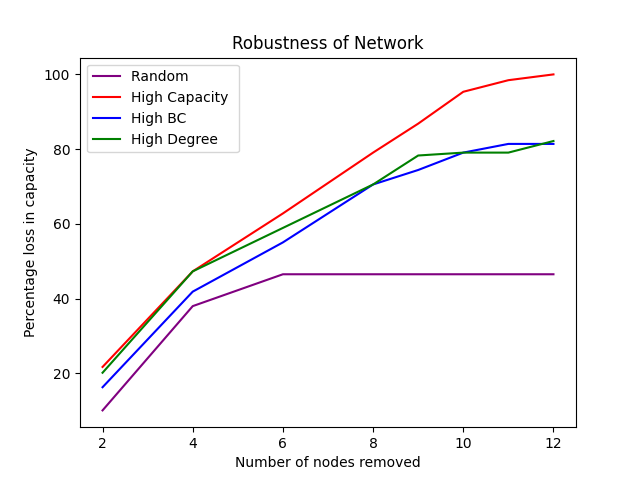 Robustness of Network
Random
High Capacity
High BC
High Degree
Percentage loss in capacity
100
80
60
40
20
2 4 6 8 10 12
Number of nodes removed